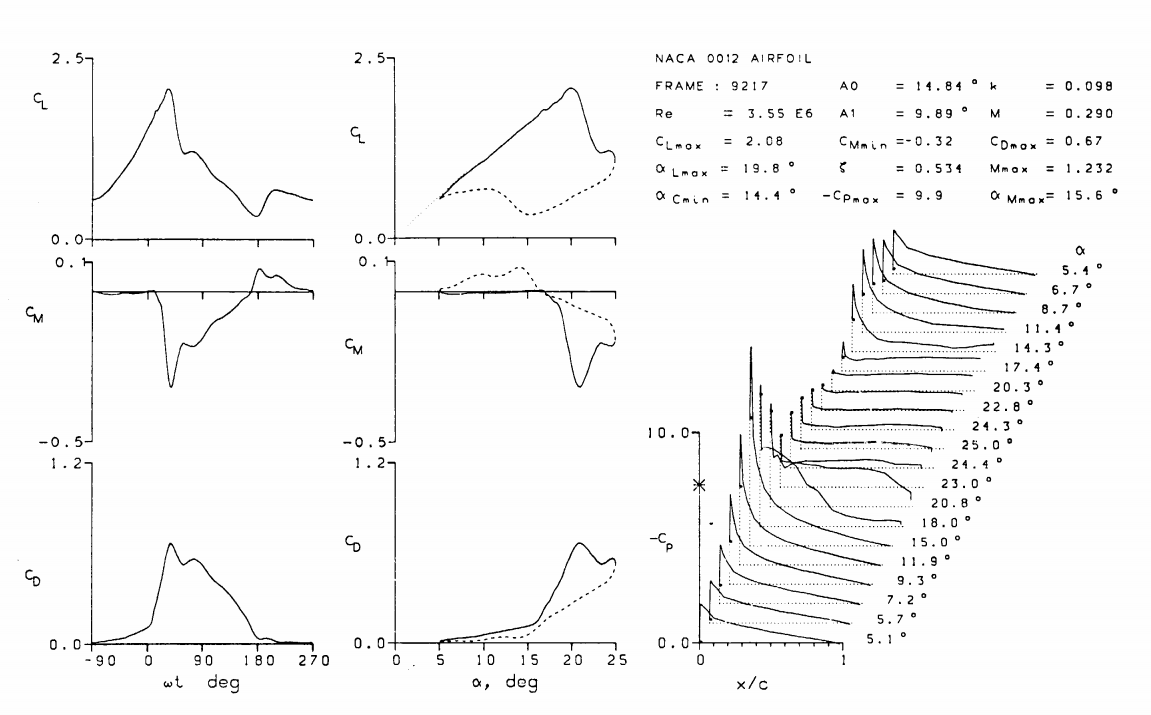 NACA 0012 AIRFOIL
FRAME : 9217 A0 = 14.84 ° k = 0.098
Re = 3.55 E6 A1 = 9.89 ° M = 0.290
CLmax = 2.08 CMmin =-0.32 CDmax = 0.67
α Lmax = 19.8 ° ζ = 0.534 Mmax = 1.232
α Cmin = 14.4 ° -CPmax = 9.9 α Mmax= 15.6 °
2.5
CL
0.0
2.5
CL
0.0
0.1
CM
-0.5
0.1
CM
-0.5
1.2
CD
0.0
-90 0 90 180 270
ωt deg
1.2
CD
0.0
0 5 10 15 20 25
α, deg
α
5.4 °
6.7 °
8.7 °
11.4 °
14.3 °
17.4 °
20.3 °
22.8 °
24.3 °
25.0 °
24.4 °
23.0 °
20.8 °
18.0 °
15.0 °
11.9 °
9.3 °
7.2 °
5.7 °
5.1 °
10.0
-Cp
0.0
0 1
x/c